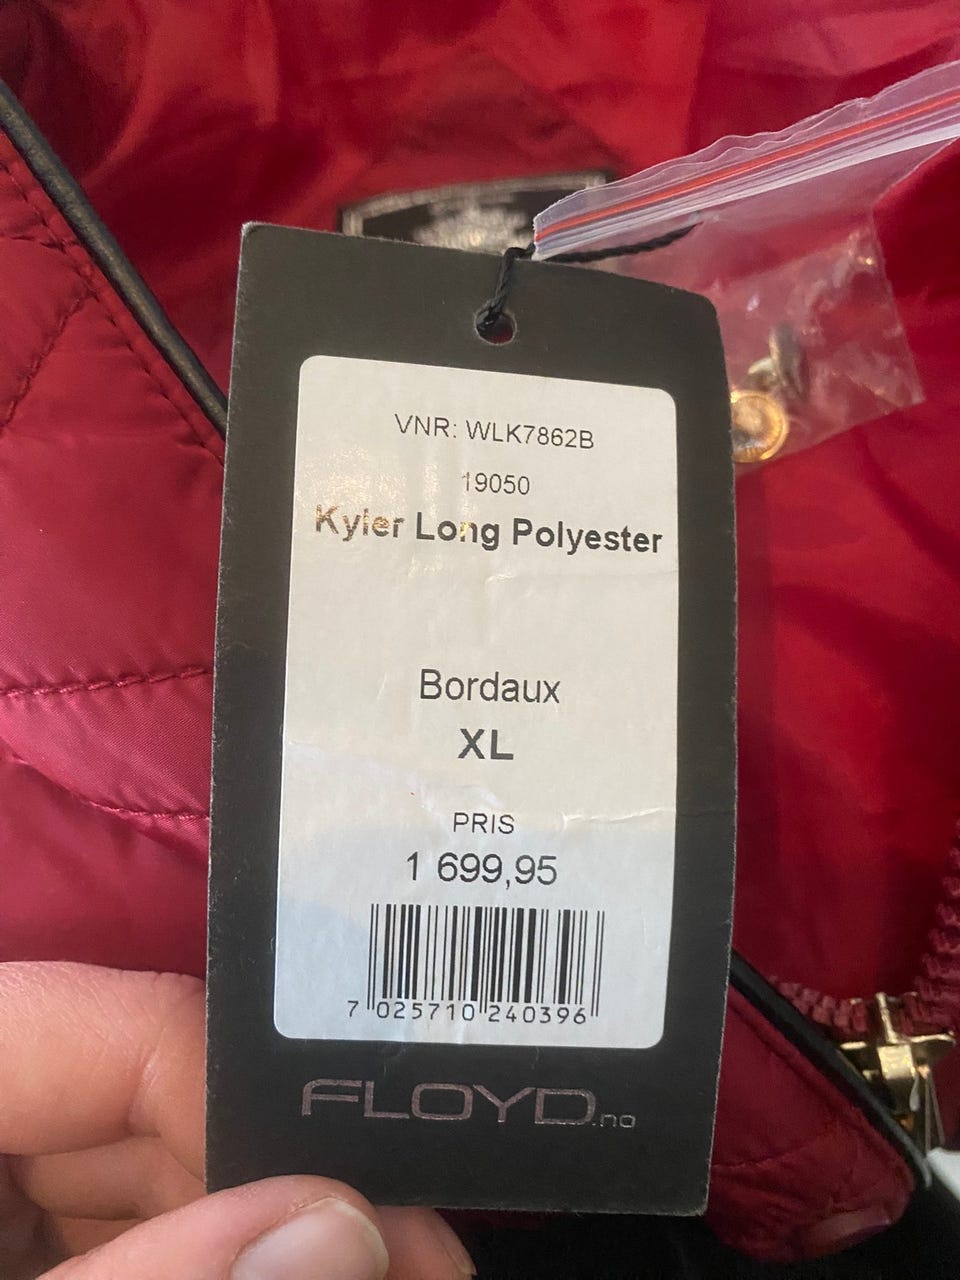 VNR: WLK7862B
19050
Kyler Long Polyester
Bordaux
XL
PRIS
1 699,95
7 025710 240396
FLOYD.no